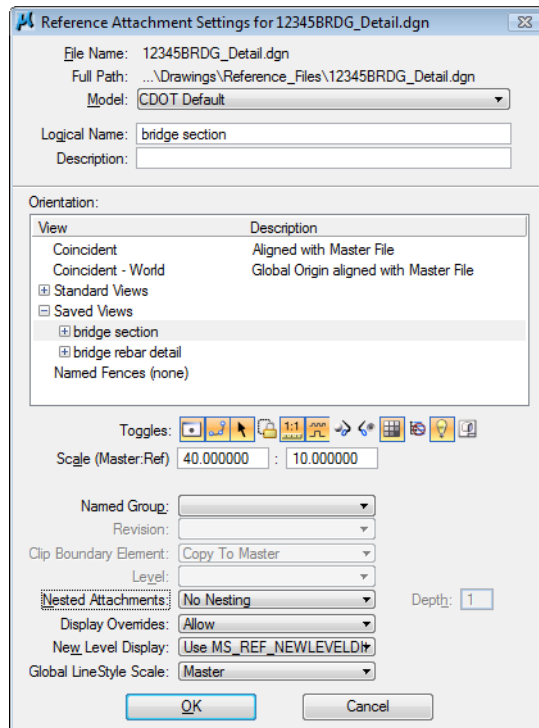 Reference Attachment Settings for 12345BRDG_Detail.dgn
File Name: 12345BRDG_Detail.dgn
Full Path: ...\Drawings\Reference_Files\12345BRDG_Detail.dgn
Model: CDOT Default
Logical Name: bridge section
Description:
Orientation:
View Description
Coincident Aligned with Master File
Coincident - World Global Origin aligned with Master File
Standard Views
Saved Views
bridge section
bridge rebar detail
Named Fences (none)
Toggles: 1:1
Scale (Master:Ref) 40.000000 : 10.000000
Named Group:
Revision:
Clip Boundary Element: Copy To Master
Level:
Nested Attachments: No Nesting Depth: 1
Display Overrides: Allow
New Level Display: Use MS_REF_NEWLEVELDI
Global LineStyle Scale: Master
OK Cancel